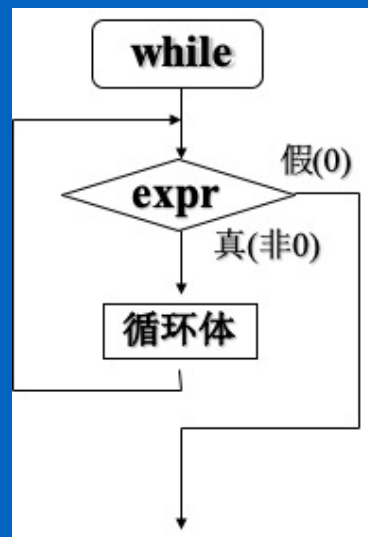 while
假(0)
expr
真(非0)
循环体